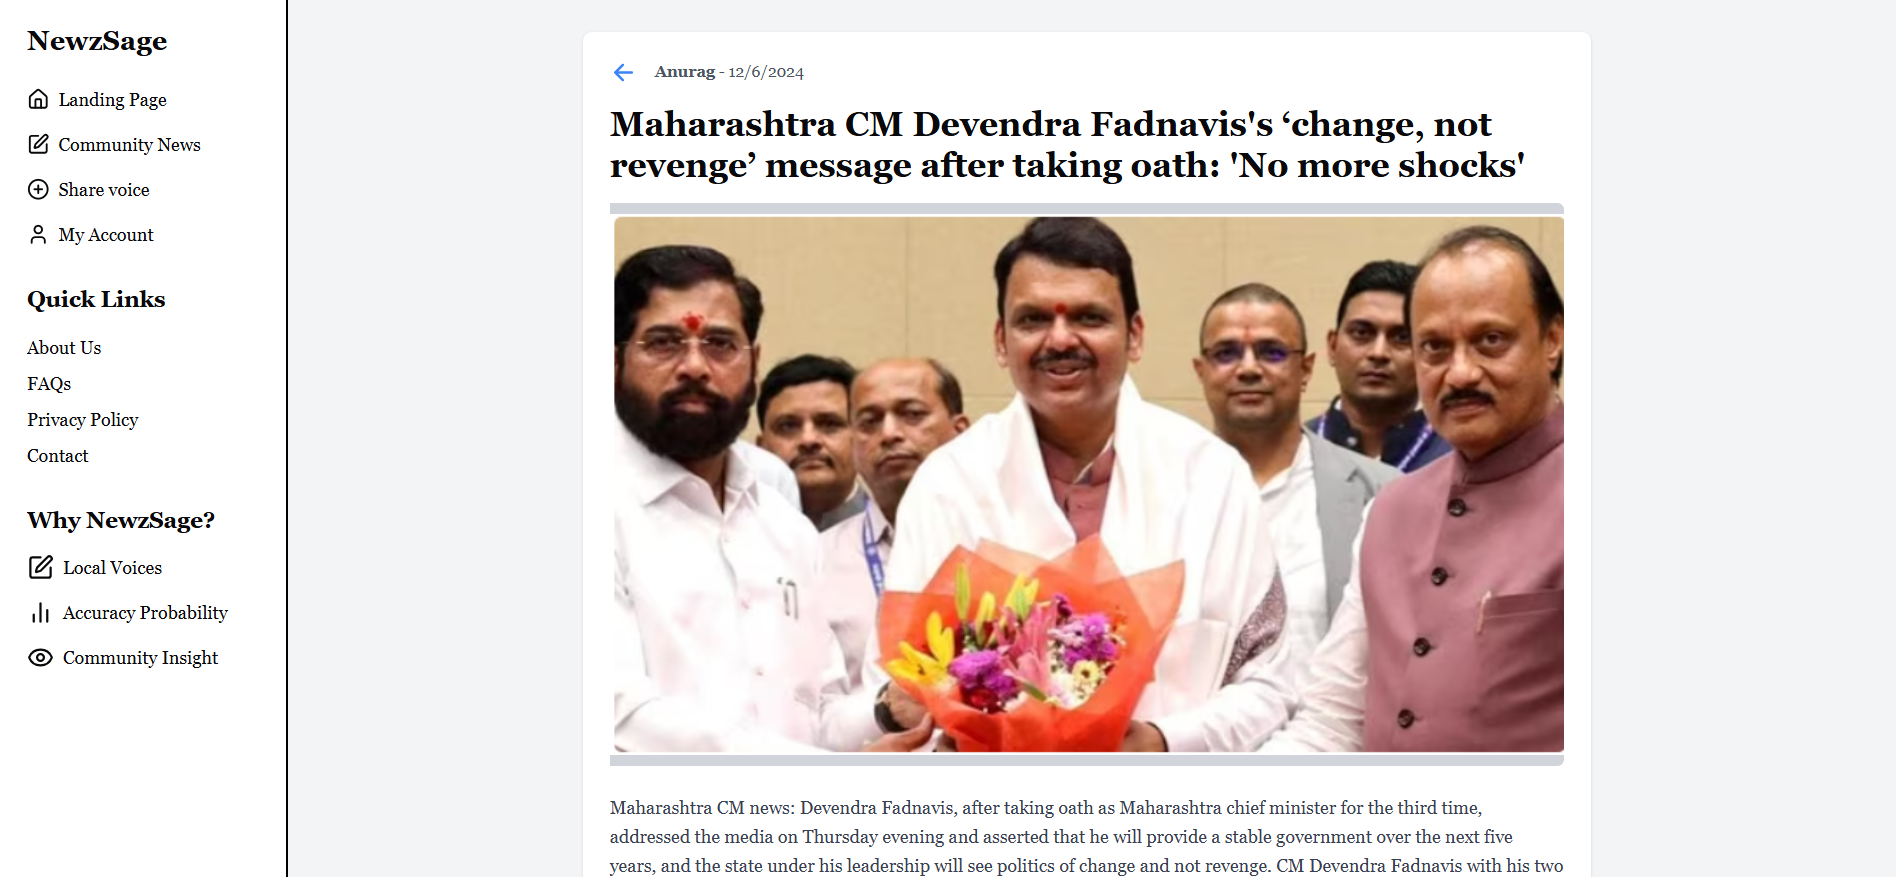 NewzSage
Landing Page
Community News
Share voice
My Account
Quick Links
About Us
FAQs
Privacy Policy
Contact
Why NewzSage?
Local Voices
Accuracy Probability
Community Insight
Anurag - 12/6/2024
Maharashtra CM Devendra Fadnavis's ‘change, not
revenge’ message after taking oath: 'No more shocks'
Maharashtra CM news: Devendra Fadnavis, after taking oath as Maharashtra chief minister for the third time,
addressed the media on Thursday evening and asserted that he will provide a stable government over the next five
years, and the state under his leadership will see politics of change and not revenge. CM Devendra Fadnavis with his two